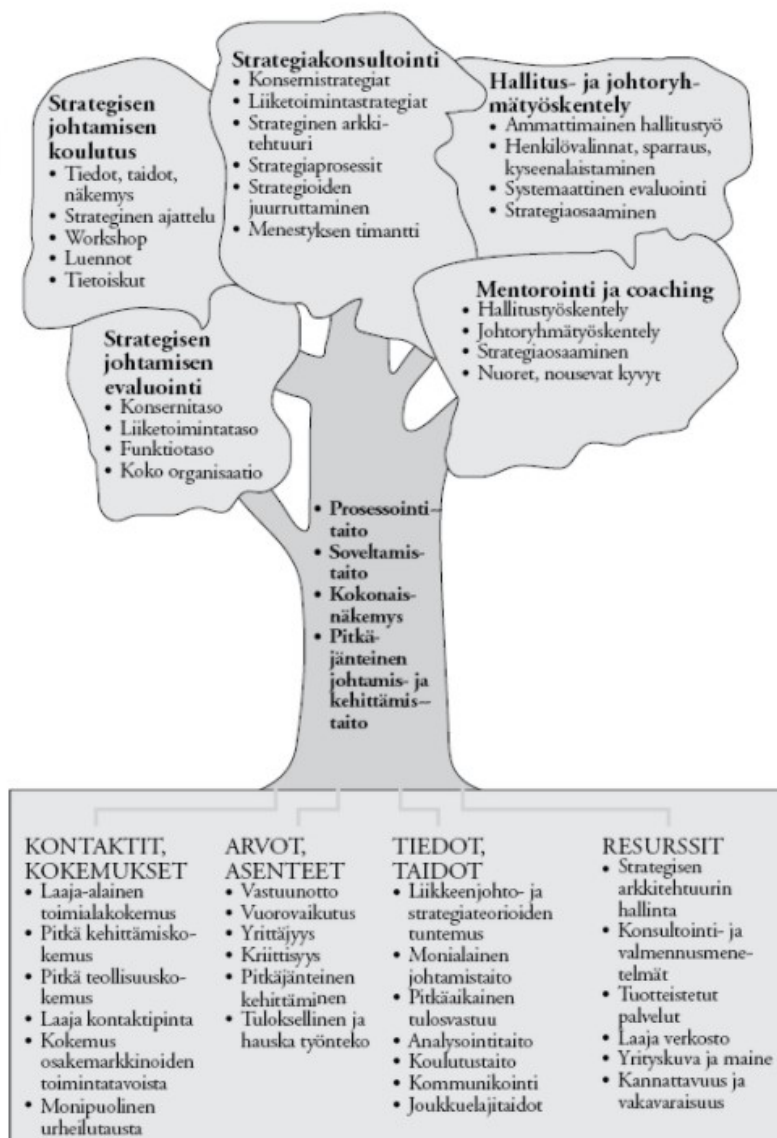 Strategiakonsultointi
• Konsernistrategiat
• Liiketoimintastrategiat
• Strateginen arkki-
tehtuuri
• Strategiaprosessit
• Strategioiden
juurruttaminen
• Menestyksen timantti
Hallitus- ja johtoryh-
mätyöskentely
• Ammattimainen hallitustyö
• Henkilövalinnat, sparraus,
kyseenalaistaminen
• Systemaattinen evaluointi
• Strategiaosaaminen
Strategisen
johtamisen
koulutus
• Tiedot, taidot,
näkemys
• Strateginen ajattelu
• Workshop
• Luennot
• Tietoiskut
Mentorointi ja coaching
• Hallitustyöskentely
• Johtoryhmätyöskentely
• Strategiaosaaminen
• Nuoret, nousevat kyvyt
Strategisen
johtamisen
evaluointi
• Konsernitaso
• Liiketoimintataso
• Funktiotaso
• Koko organisaatio
• Prosessointi-
taito
• Soveltamis-
taito
• Kokonais-
näkemys
• Pitkä-
jänteinen
johtamis- ja
kehittämis-
taito
KONTAKTIT,
KOKEMUKSET
• Laaja-alainen
toimialakokemus
• Pitkä kehittämisko-
kemus
• Pitkä teollisuusko-
kemus
• Laaja kontaktipinta
• Kokemus
osakemarkkinoiden
toimintatavoista
• Monipuolinen
urheilutausta
ARVOT,
ASENTEET
• Vastuunotto
• Vuorovaikutus
• Yrittäjyys
• Kriittisyys
• Pitkäjänteinen
kehittäminen
• Tuloksellinen ja
hauska työnteko
TIEDOT,
TAIDOT
• Liikkeenjohto- ja
strategiateorioiden
tuntemus
• Monialainen
johtamistaito
• Pitkäaikainen
tulosvastuu
• Analysointitaito
• Koulutustaito
• Kommunikointi
• Joukkuelajitaidot
RESURSSIT
• Strategisen
arkkitehtuurin
hallinta
• Konsultointi- ja
valmennusmene-
telmät
• Tuotteistetut
palvelut
• Laaja verkosto
• Yrityskuva ja maine
• Kannattavuus ja
vakavaraisuus